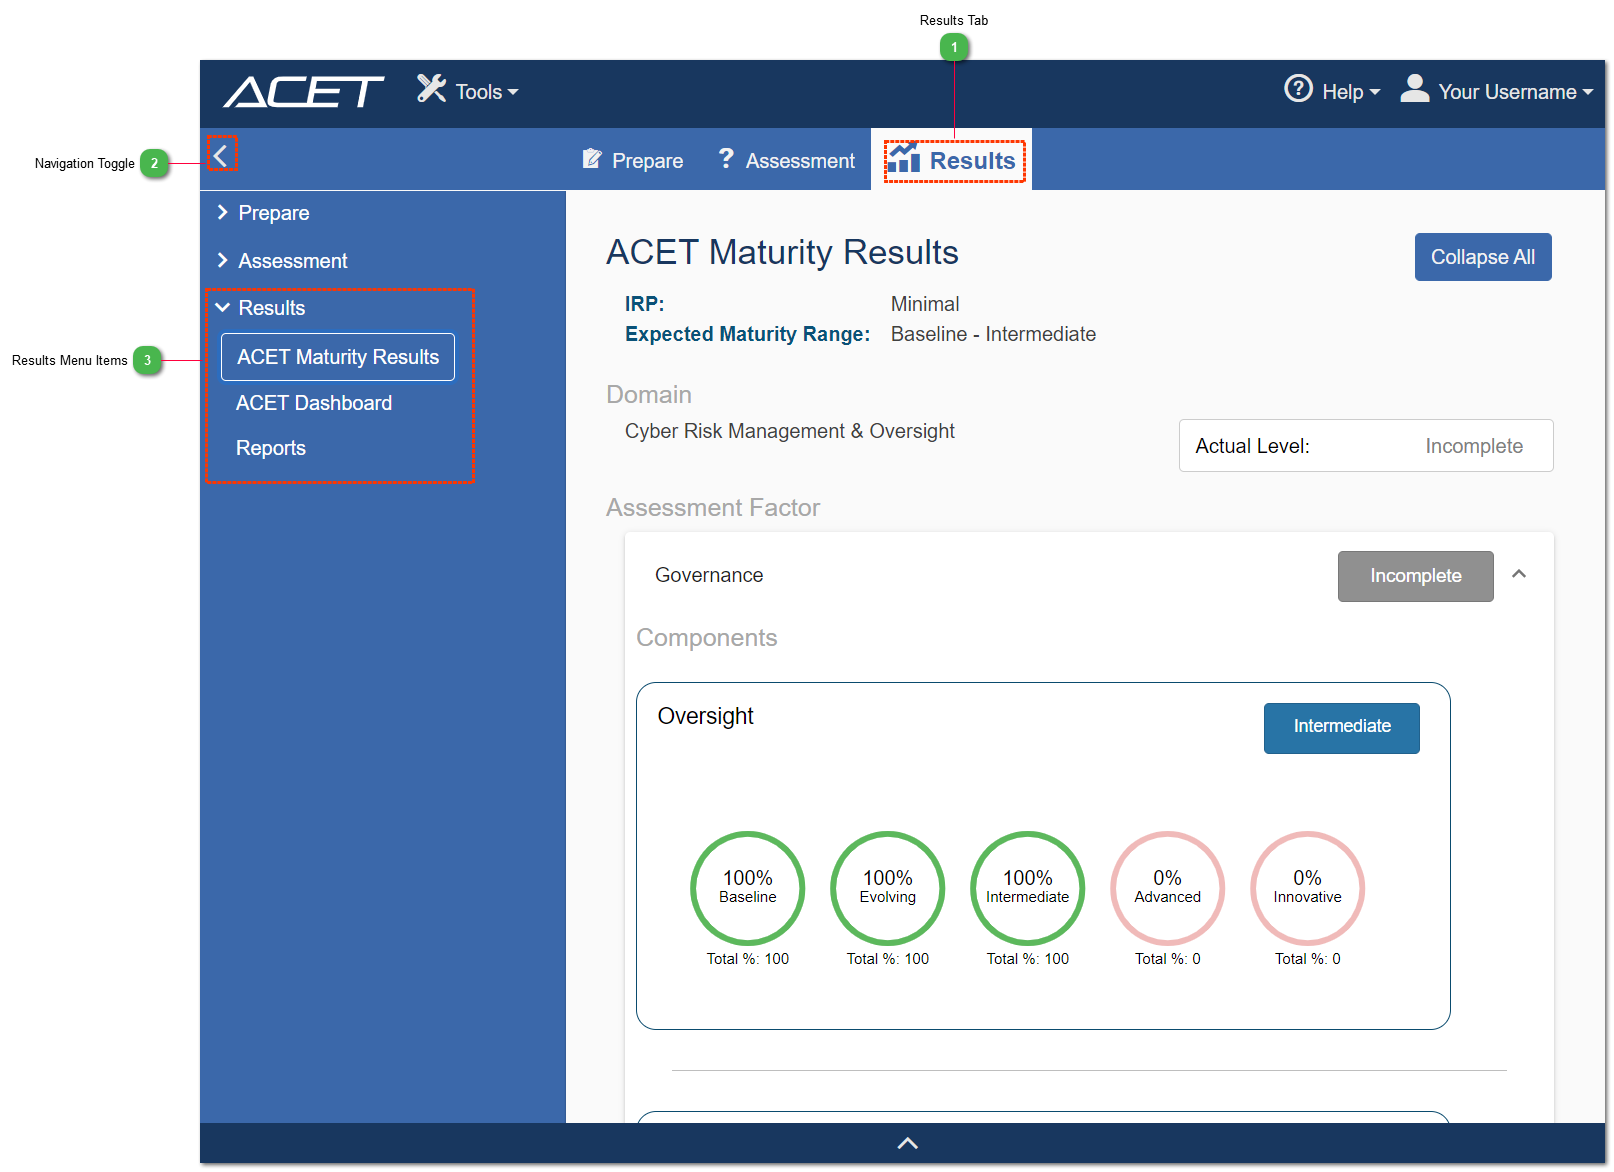 Results Tab
1
ACET Tools Help Your Username
Navigation Toggle 2
Prepare ? Assessment Results
Prepare
Assessment
Results
Results Menu Items 3
ACET Maturity Results
ACET Dashboard
Reports
ACET Maturity Results Collapse All
IRP: Minimal
Expected Maturity Range: Baseline - Intermediate
Domain
Cyber Risk Management & Oversight
Actual Level: Incomplete
Assessment Factor
Governance Incomplete
Components
Oversight Intermediate
100% 100% 100% 0% 0%
Baseline Evolving Intermediate Advanced Innovative
Total %: 100 Total %: 100 Total %: 100 Total %: 0 Total %: 0